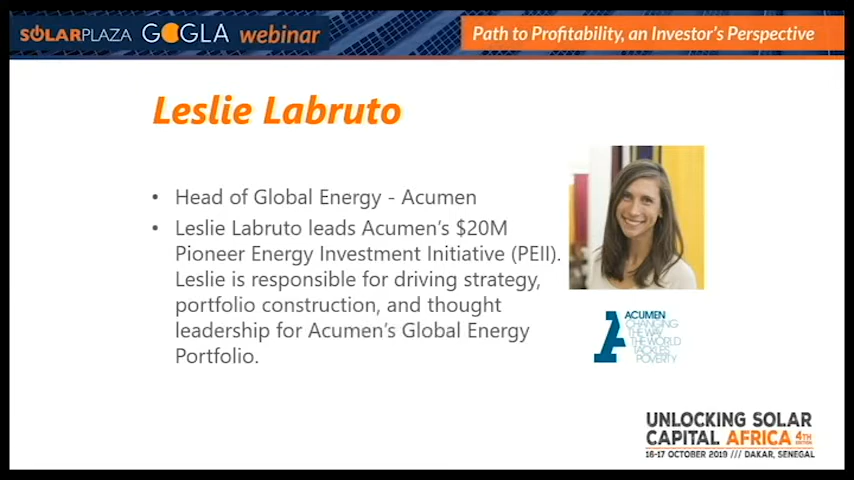 SOLARPLAZA GOGLA webinar
Path to Profitability, an Investor's Perspective
Leslie Labruto
• Head of Global Energy - Acumen
• Leslie Labruto leads Acumen's $20M
Pioneer Energy Investment Initiative (PEII).
Leslie is responsible for driving strategy,
portfolio construction, and thought
leadership for Acumen's Global Energy
Portfolio.
ACUMEN
CHANGING
THE WAY
THE WORLD
TACKLES
POVERTY
UNLOCKING SOLAR
CAPITAL AFRICA 4TH EDITION
16-17 OCTOBER 2019 /// DAKAR, SENEGAL